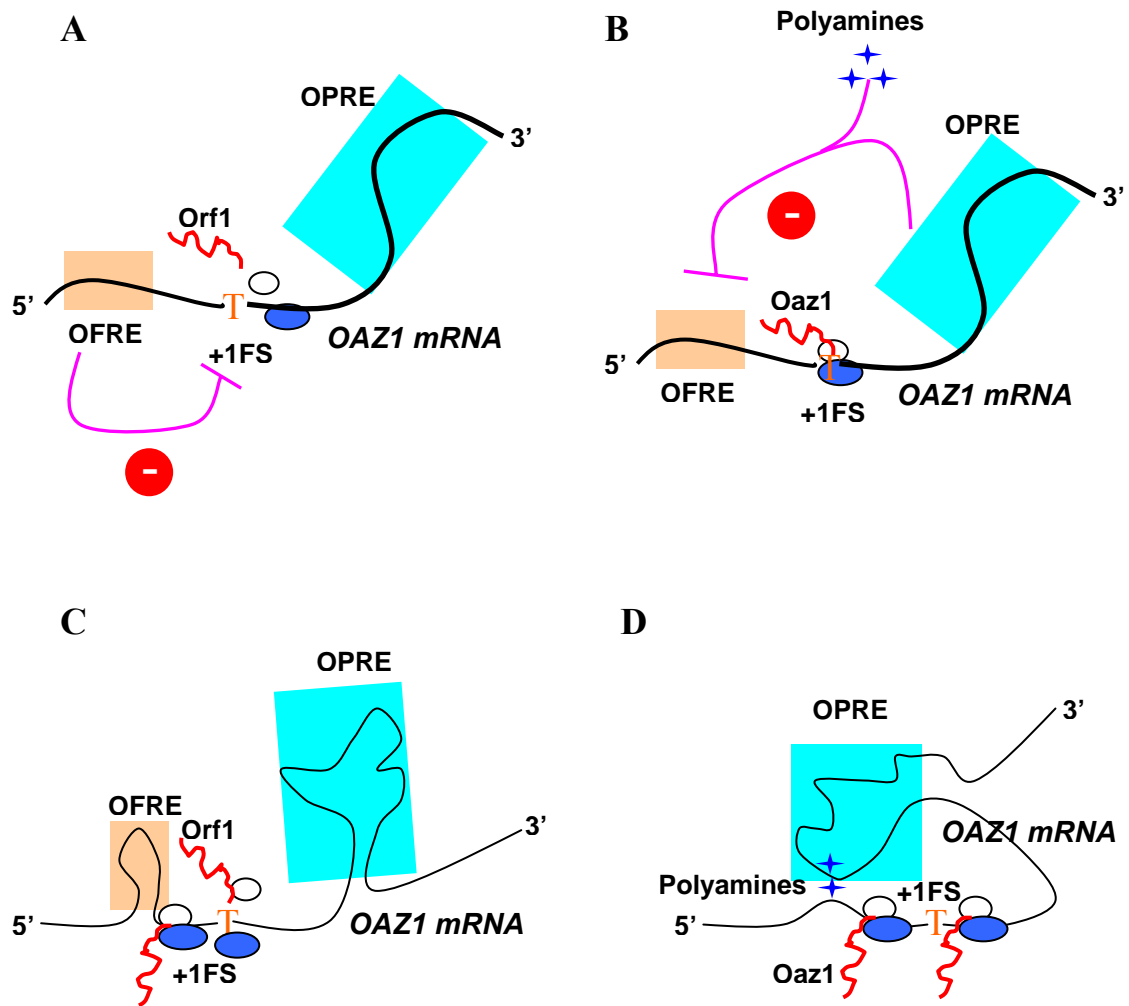 A
OPRE
3’
Orf1
5’
T
OFRE
+1FS
OAZ1 mRNA
-
B
Polyamines
OPRE
3’
-
Oaz1
5’
T
OFRE
+1FS
OAZ1 mRNA
C
OPRE
OFRE
Orf1
3’
5’
T
OAZ1 mRNA
+1FS
D
OPRE
3’
OAZ1 mRNA
Polyamines
+1FS
5’
T
Oaz1